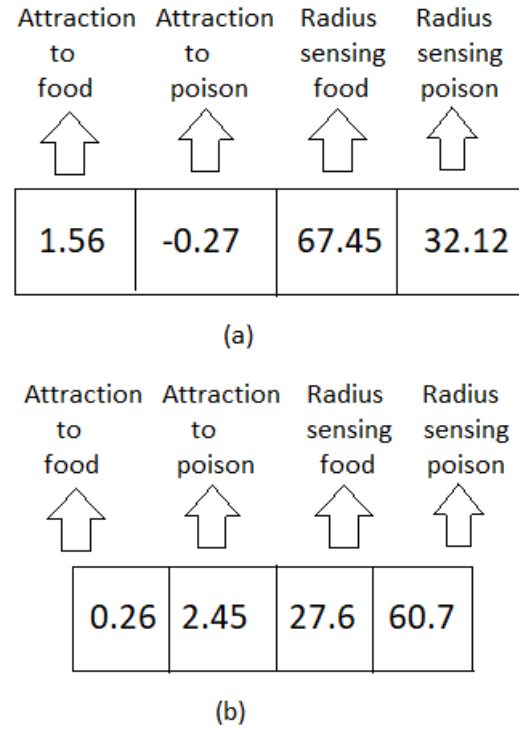 Attraction Attraction Radius Radius
to to sensing sensing
food poison food poison
1.56 -0.27 67.45 32.12
(a)
Attraction Attraction Radius Radius
to to sensing sensing
food poison food poison
0.26 2.45 27.6 60.7
(b)